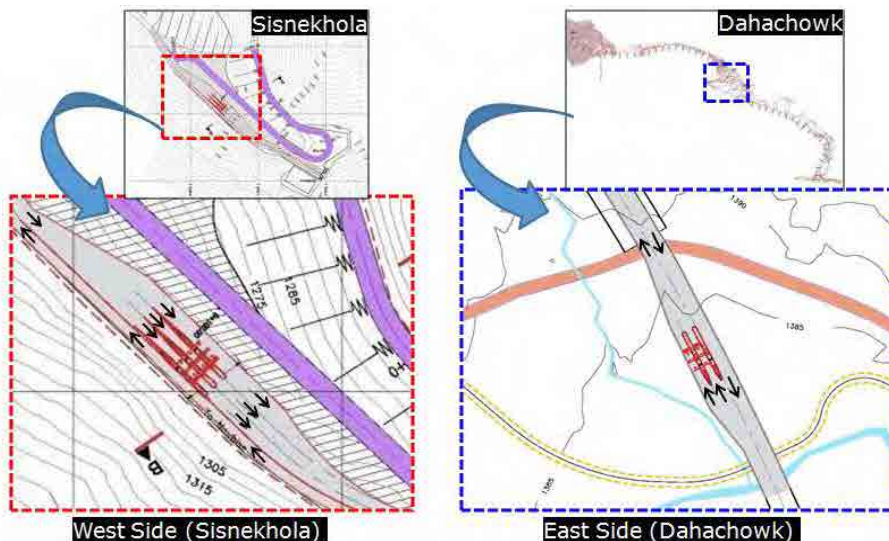 Sisnekhola
Dahachowk
1275
1285
1305
1315
B
1390
1385
1385
West Side (Sisnekhola)
East Side (Dahachowk)